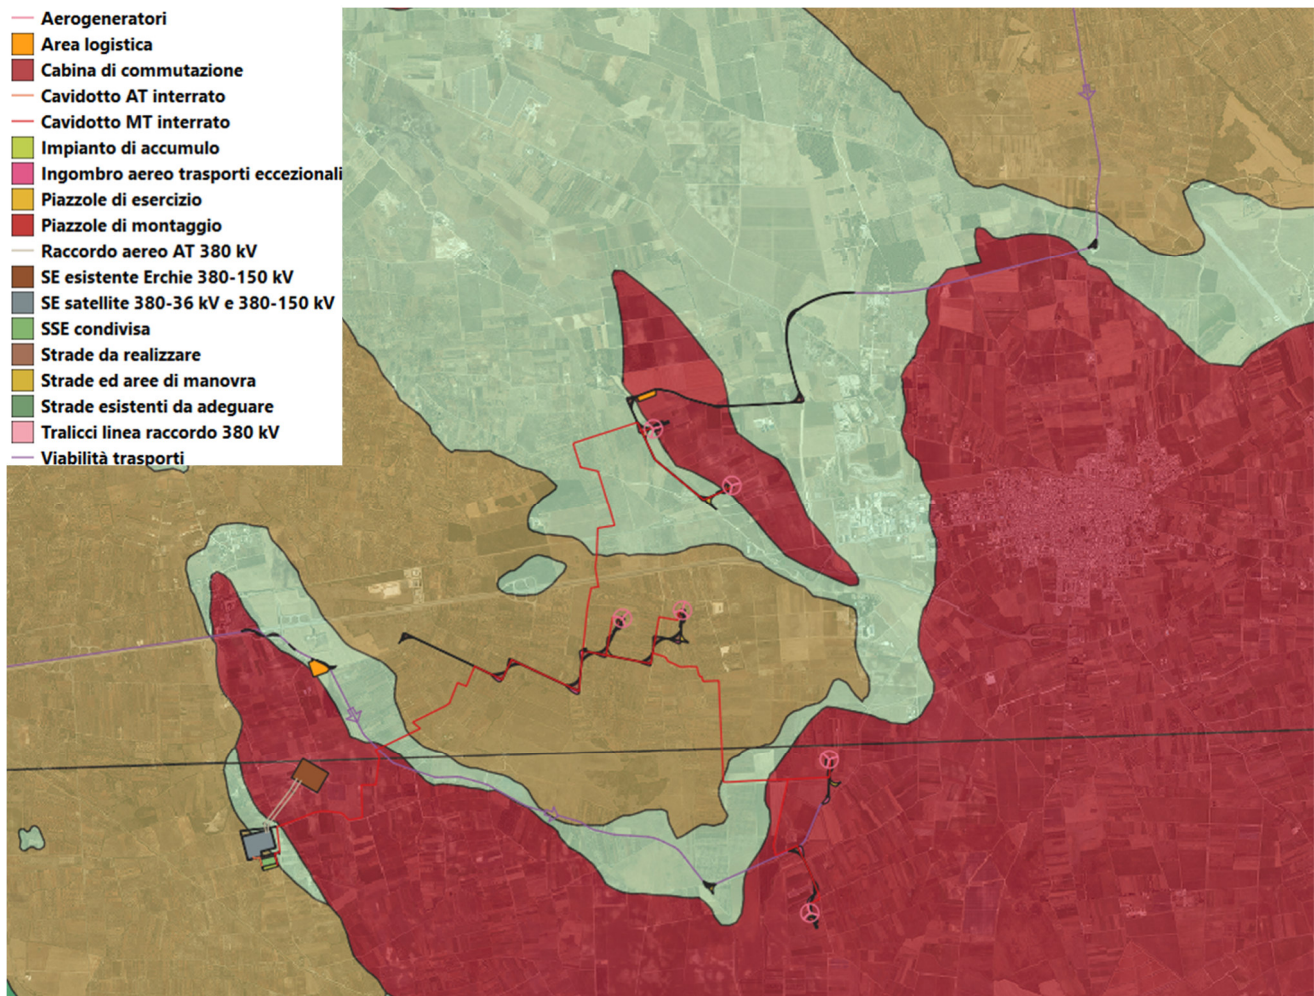 Aerogeneratori
Area logistica
Cabina di commutazione
Cavidotto AT interrato
Cavidotto MT interrato
Impianto di accumulo
Ingombro aereo trasporti eccezionali
Piazzole di esercizio
Piazzole di montaggio
Raccordo aereo AT 380 kV
SE esistente Erchie 380-150 kV
SE satellite 380-36 kV e 380-150 kV
SSE condivisa
Strade da realizzare
Strade ed aree di manovra
Strade esistenti da adeguare
Tralicci linea raccordo 380 kV
Viabilità trasporti